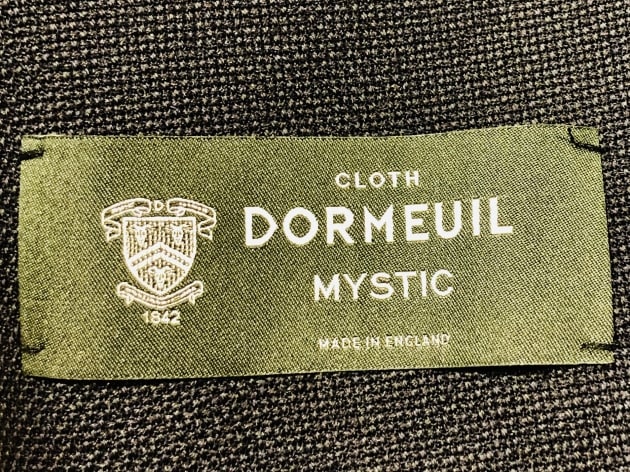 CLOTH
DORMEUIL
MYSTIC
MADE IN ENGLAND
D
1842